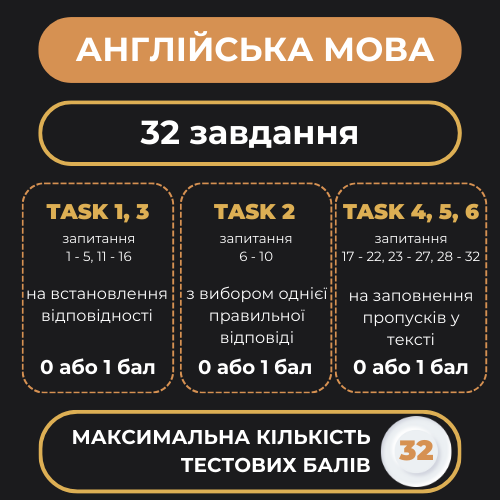 АНГЛІЙСЬКА МОВА
32 завдання
TASK 1, 3
запитання
1 - 5, 11 - 16
на встановлення
відповідності
0 або 1 бал
TASK 2
запитання
6 - 10
з вибором однієї
правильної
відповіді
0 або 1 бал
TASK 4, 5, 6
запитання
17 - 22, 23 - 27, 28 - 32
на заповнення
пропусків у
тексті
0 або 1 бал
МАКСИМАЛЬНА КІЛЬКІСТЬ
ТЕСТОВИХ БАЛІВ
32